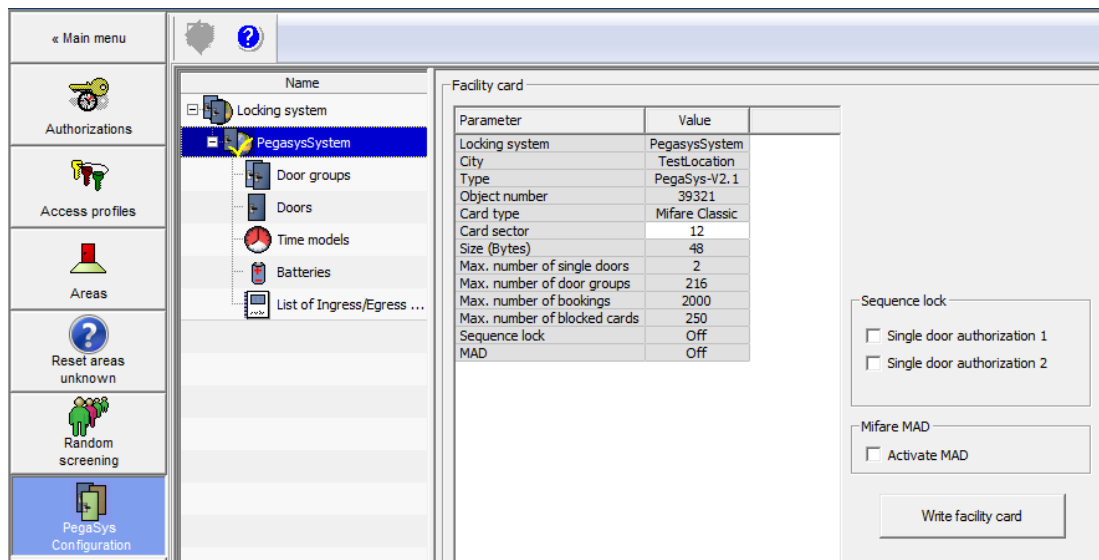 « Main menu
Authorizations
Access profiles
Areas
Reset areas
unknown
Random
screening
PegaSys
Configuration
Name
Locking system
PegasysSystem
Door groups
Doors
Time models
Batteries
List of Ingress/Egress ...
Facility card
Parameter Value
Locking system PegasysSystem
City TestLocation
Type PegaSys-V2.1
Object number 39321
Card type Mifare Classic
Card sector 12
Size (Bytes) 48
Max. number of single doors 2
Max. number of door groups 216
Max. number of bookings 2000
Max. number of blocked cards 250
Sequence lock Off
MAD Off
Sequence lock
Single door authorization 1
Single door authorization 2
Mifare MAD
Activate MAD
Write facility card